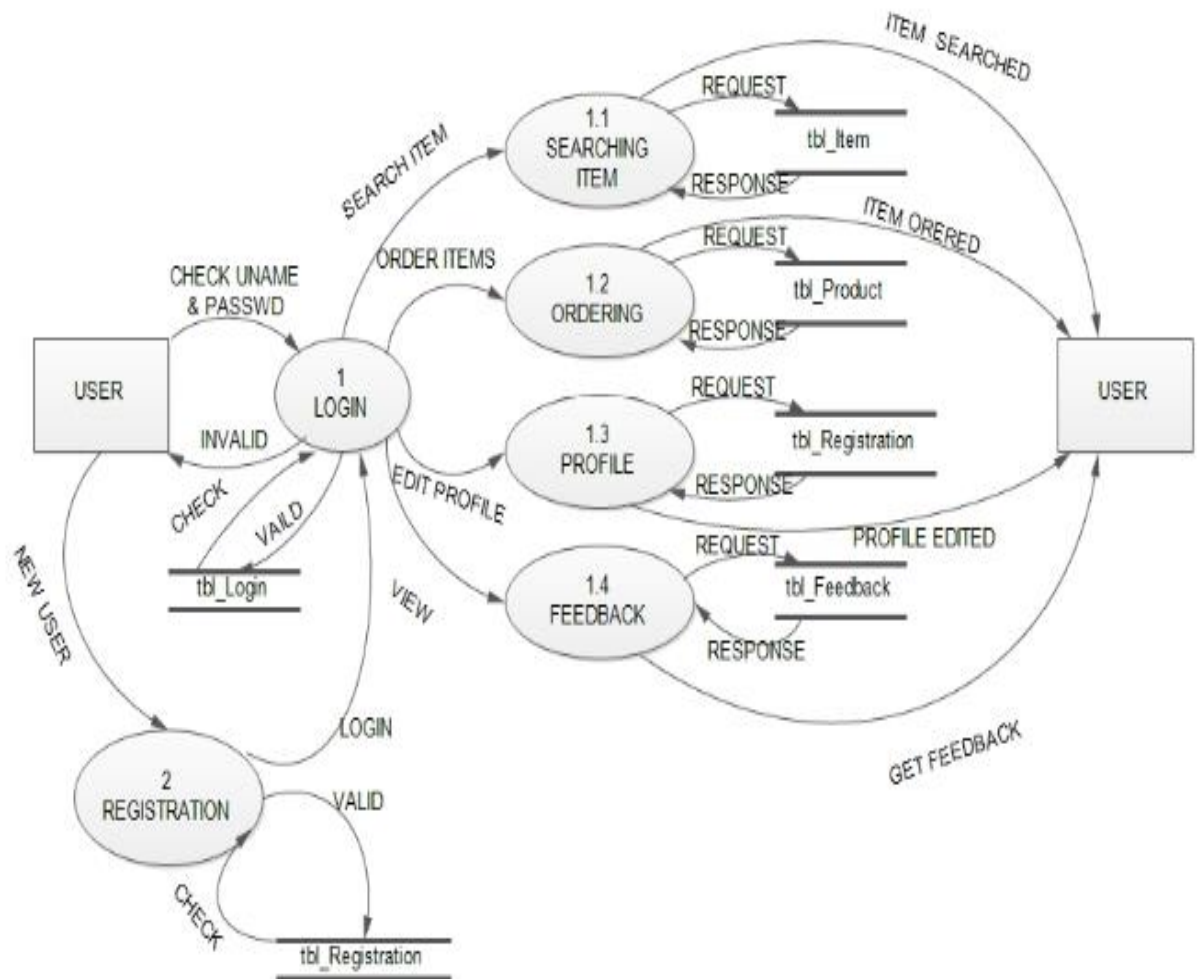 ITEM SEARCHED
REQUEST
1.1
SEARCHING
ITEM
tbl_Item
RESPONSE
SEARCH ITEM
ITEM ORERED
REQUEST
ORDER ITEMS
1.2
ORDERING
tbl_Product
RESPONSE
CHECK UNAME
& PASSWD
USER
1
LOGIN
INVALID
USER
REQUEST
1.3
PROFILE
tbl_Registration
RESPONSE
EDIT PROFILE
PROFILE EDITED
CHECK
VAILD
tbl_Login
REQUEST
1.4
FEEDBACK
tbl_Feedback
RESPONSE
VIEW
NEW USER
LOGIN
GET FEEDBACK
2
REGISTRATION
VALID
CHECK
tbl_Registration